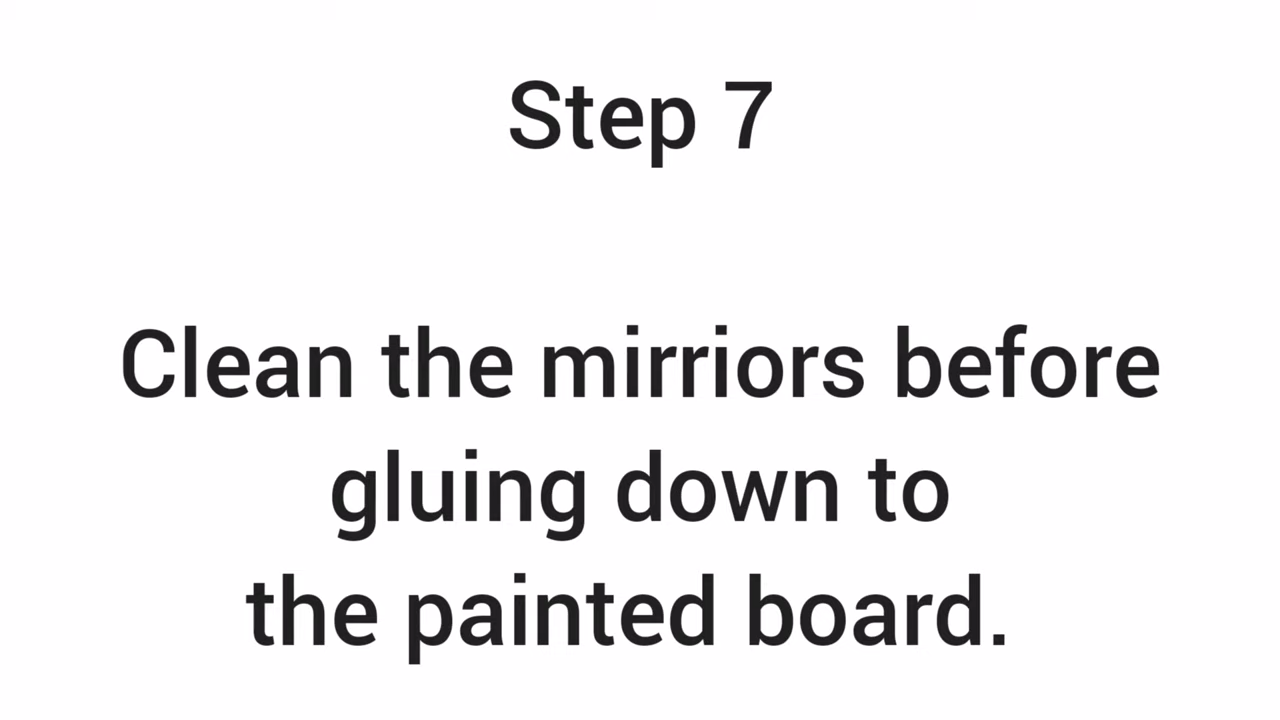 Step 7
Clean the mirriors before
gluing down to
the painted board.